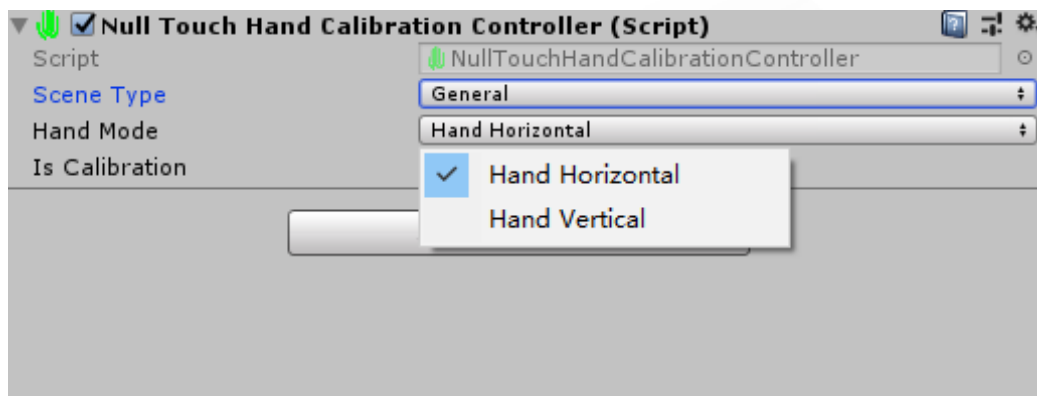 Null Touch Hand Calibration Controller (Script)
Script NullTouchHandCalibrationController
Scene Type General
Hand Mode Hand Horizontal
Is Calibration
Hand Horizontal
Hand Vertical